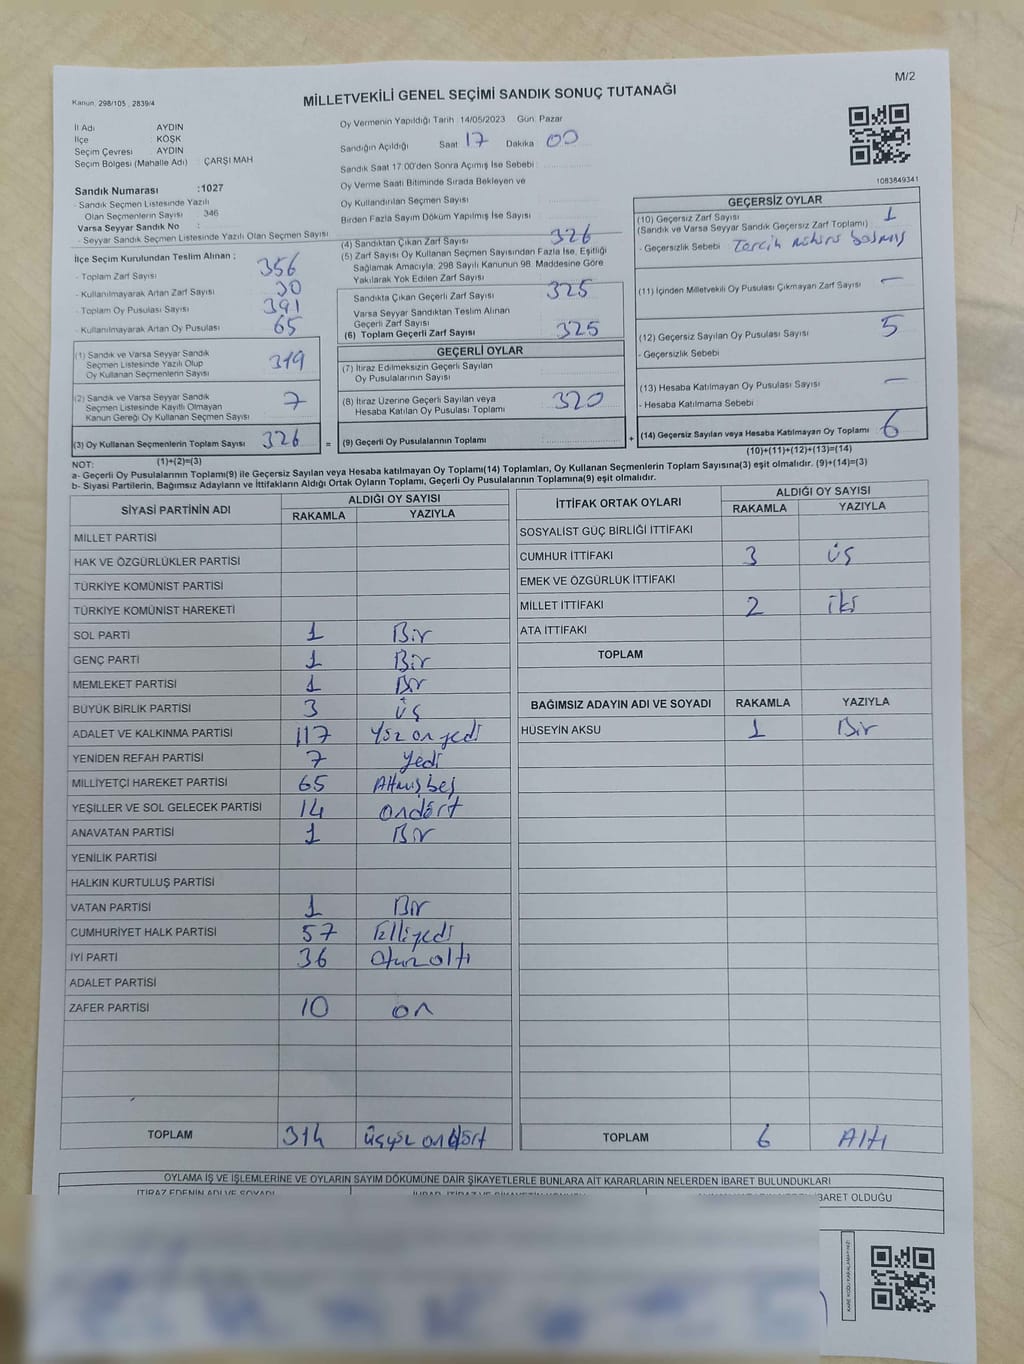 M/2
Kanun, 298/105 , 2839/4
MİLLETVEKİLİ GENEL SEÇİMİ SANDIK SONUÇ TUTANAĞI
İl Adı AYDIN
İlçe KÖŞK
Seçim Çevresi AYDIN
Seçim Bölgesi (Mahalle Adı) : ÇARŞI MAH
Oy Vermenin Yapıldığı Tarih : 14/05/2023 Gün: Pazar
Sandığın Açıldığı Saat: 17 Dakika 00
Sandık Saat 17:00'den Sonra Açımış İse Sebebi
Oy Verme Saati Bitiminde Sırada Bekleyen ve
Oy Kullandırılan Seçmen Sayısı
Birden Fazla Sayım Döküm Yapılmış İse Sayısı
1083849341
Sandık Numarası :1027
- Sandık Seçmen Listesinde Yazılı
Olan Seçmenlerin Sayısı : 346
Varsa Seyyar Sandık No :
- Seyyar Sandık Seçmen Listesinde Yazılı Olan Seçmen Sayısı:
İlçe Seçim Kurulundan Teslim Alınan ;
- Toplam Zarf Sayısı 356
- Kullanılmayarak Artan Zarf Sayısı 30
- Toplam Oy Pusulası Sayısı 391
- Kullanılmayarak Artan Oy Pusulası 65
(1) Sandık ve Varsa Seyyar Sandık
Seçmen Listesinde Yazılı Olup
Oy Kullanan Seçmenlerin Sayısı 319
(2) Sandık ve Varsa Seyyar Sandık
Seçmen Listesinde Kayıtlı Olmayan
Kanun Gereği Oy Kullanan Seçmen Sayısı 7
(3) Oy Kullanan Seçmenlerin Toplam Sayısı 326
(1)+(2)=(3)
(4) Sandıktan Çıkan Zarf Sayısı 326
(5) Zarf Sayısı Oy Kullanan Seçmen Sayısından Fazla İse, Eşitliği
Sağlamak Amacıyla, 298 Sayılı Kanunun 98. Maddesine Göre
Yakılarak Yok Edilen Zarf Sayısı
Sandıkta Çıkan Geçerli Zarf Sayısı 325
Varsa Seyyar Sandıktan Teslim Alınan
Geçerli Zarf Sayısı
(6) Toplam Geçerli Zarf Sayısı 325
GEÇERLİ OYLAR
(7) İtiraz Edilmeksizin Geçerli Sayılan
Oy Pusulalarının Sayısı
(8) İtiraz Üzerine Geçerli Sayılan veya
Hesaba Katılan Oy Pusulası Toplamı 320
= (9) Geçerli Oy Pusulalarının Toplamı
GEÇERSİZ OYLAR
(10) Geçersiz Zarf Sayısı 1
(Sandık ve Varsa Seyyar Sandık Geçersiz Zarf Toplamı)
- Geçersizlik Sebebi Tercih mührü
(11) İçinden Milletvekili Oy Pusulası Çıkmayan Zarf Sayısı —
(12) Geçersiz Sayılan Oy Pusulası Sayısı 5
- Geçersizlik Sebebi
(13) Hesaba Katılmayan Oy Pusulası Sayısı —
- Hesaba Katılmama Sebebi
+ (14) Geçersiz Sayılan veya Hesaba Katılmayan Oy Toplamı 6
(10)+(11)+(12)+(13)=(14)
NOT:
a- Geçerli Oy Pusulalarının Toplamı(9) ile Geçersiz Sayılan veya Hesaba katılmayan Oy Toplamı(14) Toplamları, Oy Kullanan Seçmenlerin Toplam Sayısına(3) eşit olmalıdır. (9)+(14)=(3)
b- Siyasi Partilerin, Bağımsız Adayların ve İttifakların Aldığı Ortak Oyların Toplamı, Geçerli Oy Pusulalarının Toplamına(9) eşit olmalıdır.
SİYASİ PARTİNİN ADI ALDIĞI OY SAYISI
RAKAMLA YAZIYLA
MİLLET PARTİSİ
HAK VE ÖZGÜRLÜKLER PARTİSİ
TÜRKİYE KOMÜNİST PARTİSİ
TÜRKİYE KOMÜNİST HAREKETİ
SOL PARTİ 1 Bir
GENÇ PARTİ 1 Bir
MEMLEKET PARTİSİ 1 Bir
BÜYÜK BİRLİK PARTİSİ 3 üç
ADALET VE KALKINMA PARTİSİ 117 Yüz on yedi
YENİDEN REFAH PARTİSİ 7 Yedi
MİLLİYETÇİ HAREKET PARTİSİ 65 Altmış beş
YEŞİLLER VE SOL GELECEK PARTİSİ 14 ondört
ANAVATAN PARTİSİ 1 Bir
YENİLİK PARTİSİ
HALKIN KURTULUŞ PARTİSİ
VATAN PARTİSİ 1 Bir
CUMHURİYET HALK PARTİSİ 57 Elli yedi
İYİ PARTİ 36 Otuz altı
ADALET PARTİSİ
ZAFER PARTİSİ 10 on
TOPLAM 314 üçyüz ondört
İTTİFAK ORTAK OYLARI ALDIĞI OY SAYISI
RAKAMLA YAZIYLA
SOSYALİST GÜÇ BİRLİĞİ İTTİFAKI
CUMHUR İTTİFAKI 3 üç
EMEK VE ÖZGÜRLÜK İTTİFAKI
MİLLET İTTİFAKI 2 iki
ATA İTTİFAKI
TOPLAM
BAĞIMSIZ ADAYIN ADI VE SOYADI RAKAMLA YAZIYLA
HÜSEYİN AKSU 1 Bir
TOPLAM 6 Altı
OYLAMA İŞ VE İŞLEMLERİNE VE OYLARIN SAYIM DÖKÜMÜNE DAİR ŞİKAYETLERLE BUNLARA AİT KARARLARIN NELERDEN İBARET BULUNDUKLARI
İTİRAZ EDENİN ADI VE SOYADI
İBARET OLDUĞU